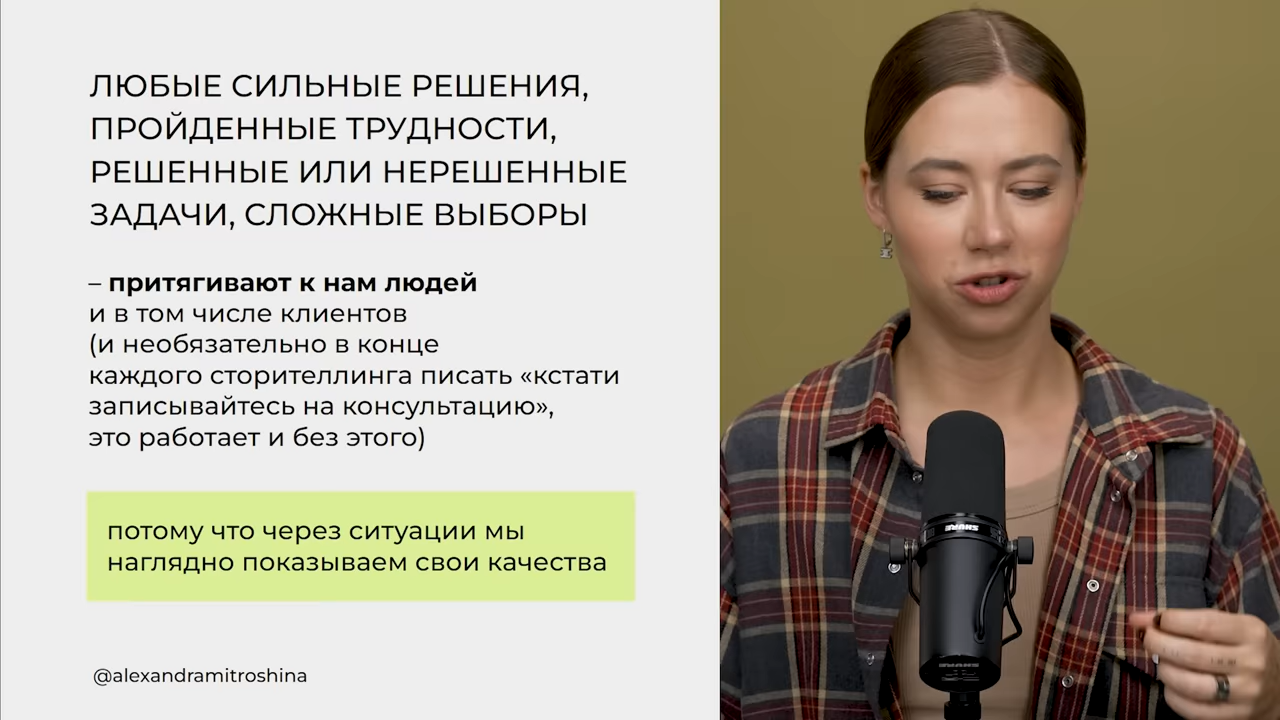 ЛЮБЫЕ СИЛЬНЫЕ РЕШЕНИЯ,
ПРОЙДЕННЫЕ ТРУДНОСТИ,
РЕШЕННЫЕ ИЛИ НЕРЕШЕННЫЕ
ЗАДАЧИ, СЛОЖНЫЕ ВЫБОРЫ
– притягивают к нам людей
и в том числе клиентов
(и необязательно в конце
каждого сторителлинга писать «кстати
записывайтесь на консультацию»,
это работает и без этого)
потому что через ситуации мы
наглядно показываем свои качества
@alexandramitroshina
SHURE